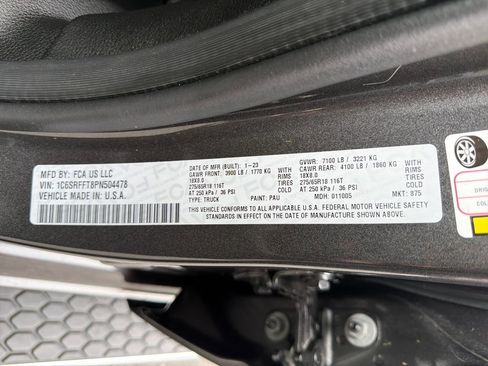 MFD BY: FCA US LLC
VIN: 1C6SRFFT8PN504478
VEHICLE MADE IN: U.S.A.
DATE OF MFR (BUILT): 1-23
GAWR FRONT: 3900 LB / 1770 KG
18X8.0
275/65R18 116T
AT 250 kPa / 36 PSI
WITH
RIMS
TIRES
COLD
GVWR: 7100 LB / 3221 KG
GAWR REAR: 4100 LB / 1860 KG
18X8.0
275/65R18 116T
AT 250 kPa / 36 PSI
WITH
RIMS
TIRES
COLD
THIS VEHICLE CONFORMS TO ALL APPLICABLE U.S.A. FEDERAL MOTOR VEHICLE SAFETY
STANDARDS IN EFFECT ON THE DATE OF MANUFACTURE SHOWN ABOVE.
TYPE: TRUCK
PAINT: PAU
MDH: 011005
MKT: 875